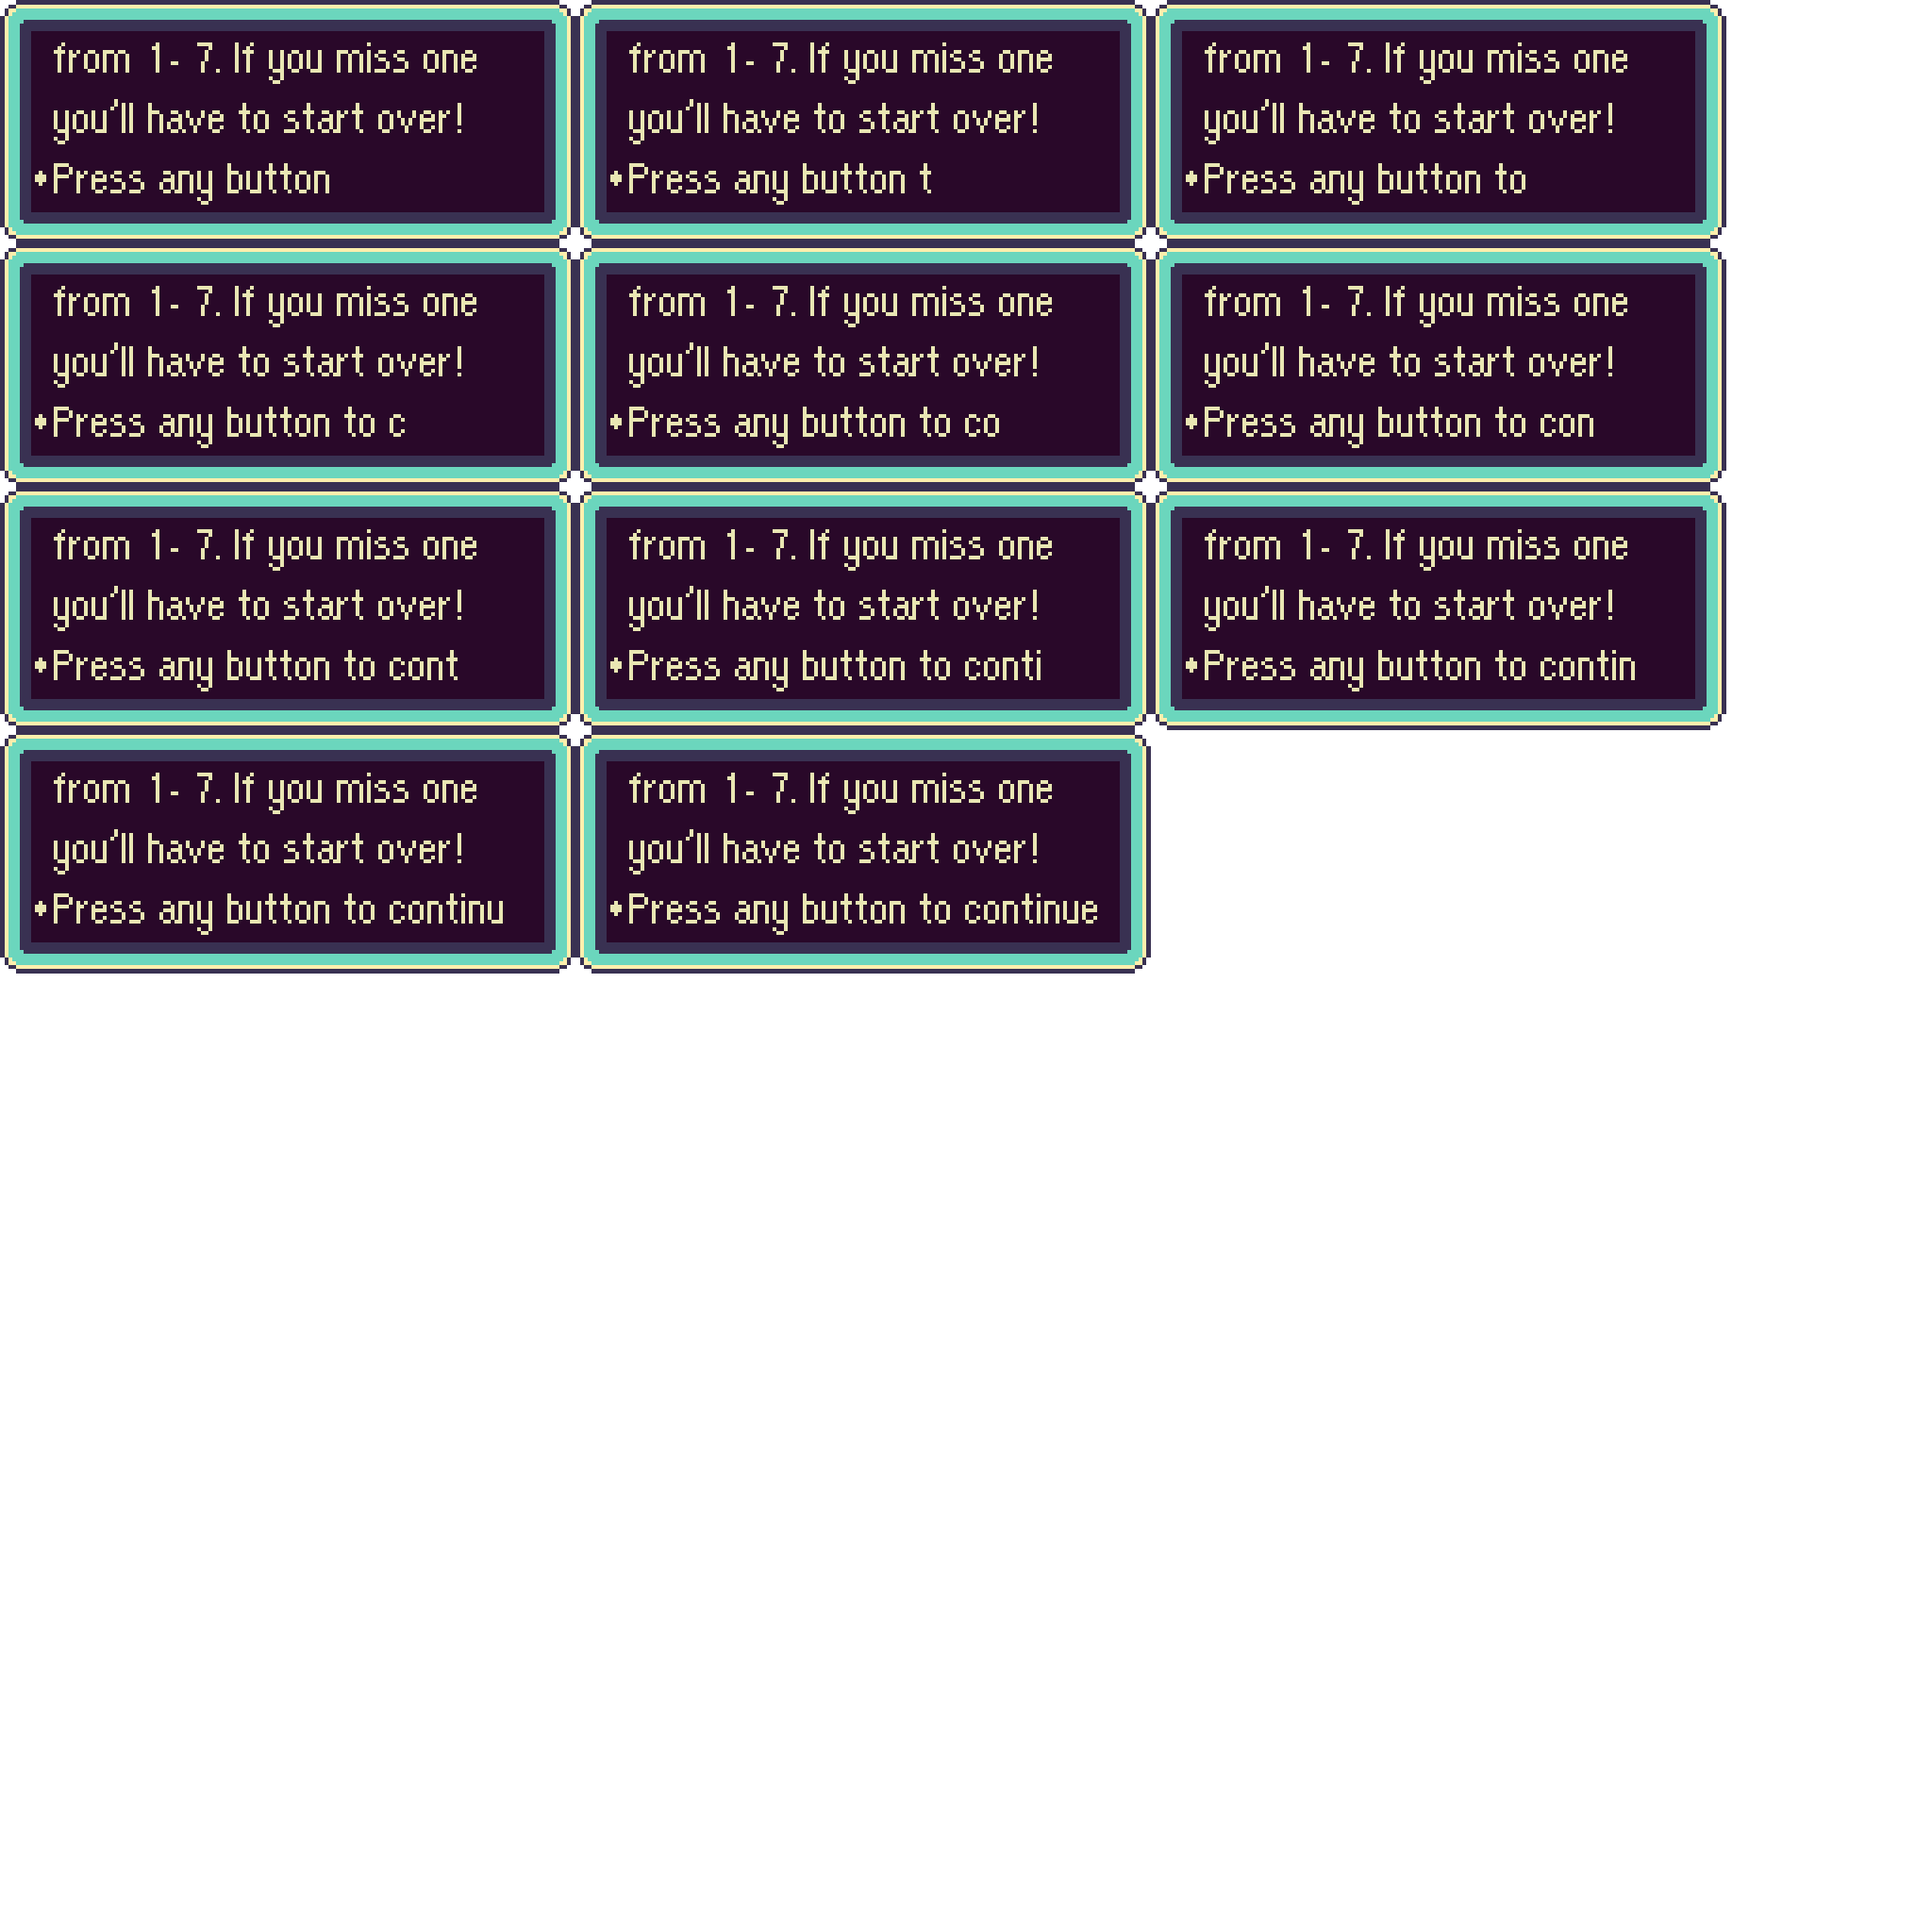 from 1- 7. If you miss one
you'll have to start over!
Press any button
from 1- 7. If you miss one
you'll have to start over!
Press any button t
from 1- 7. If you miss one
you'll have to start over!
Press any button to
from 1- 7. If you miss one
you'll have to start over!
Press any button to c
from 1- 7. If you miss one
you'll have to start over!
Press any button to co
from 1- 7. If you miss one
you'll have to start over!
Press any button to con
from 1- 7. If you miss one
you'll have to start over!
Press any button to cont
from 1- 7. If you miss one
you'll have to start over!
Press any button to conti
from 1- 7. If you miss one
you'll have to start over!
Press any button to contin
from 1- 7. If you miss one
you'll have to start over!
Press any button to continu
from 1- 7. If you miss one
you'll have to start over!
Press any button to continue